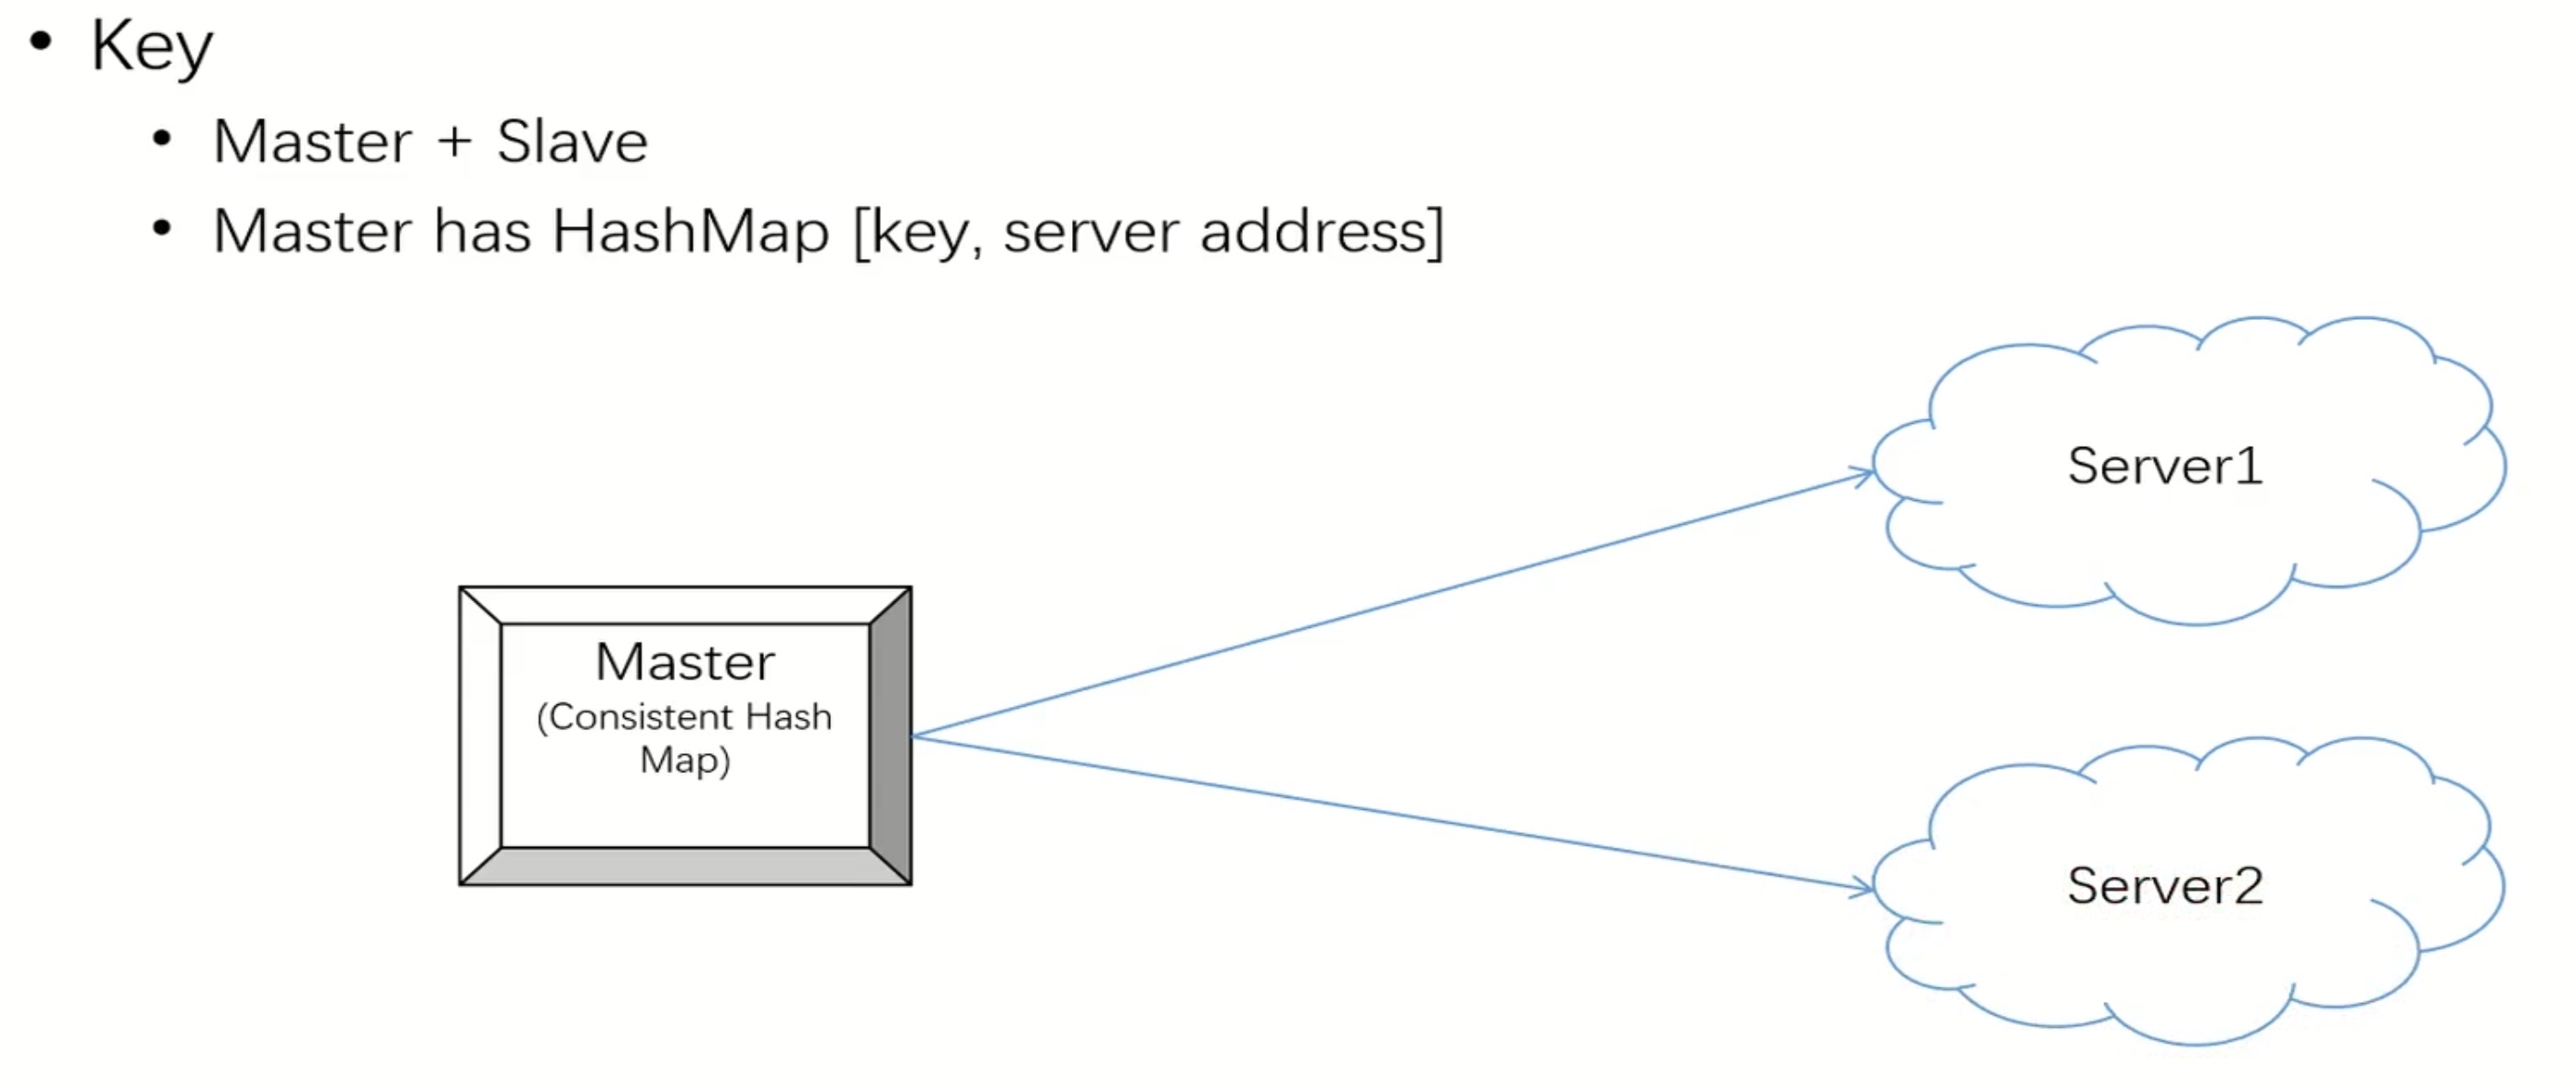 • Key
• Master + Slave
• Master has HashMap [key, server address]
Server1
Master
(Consistent Hash
Map)
Server2